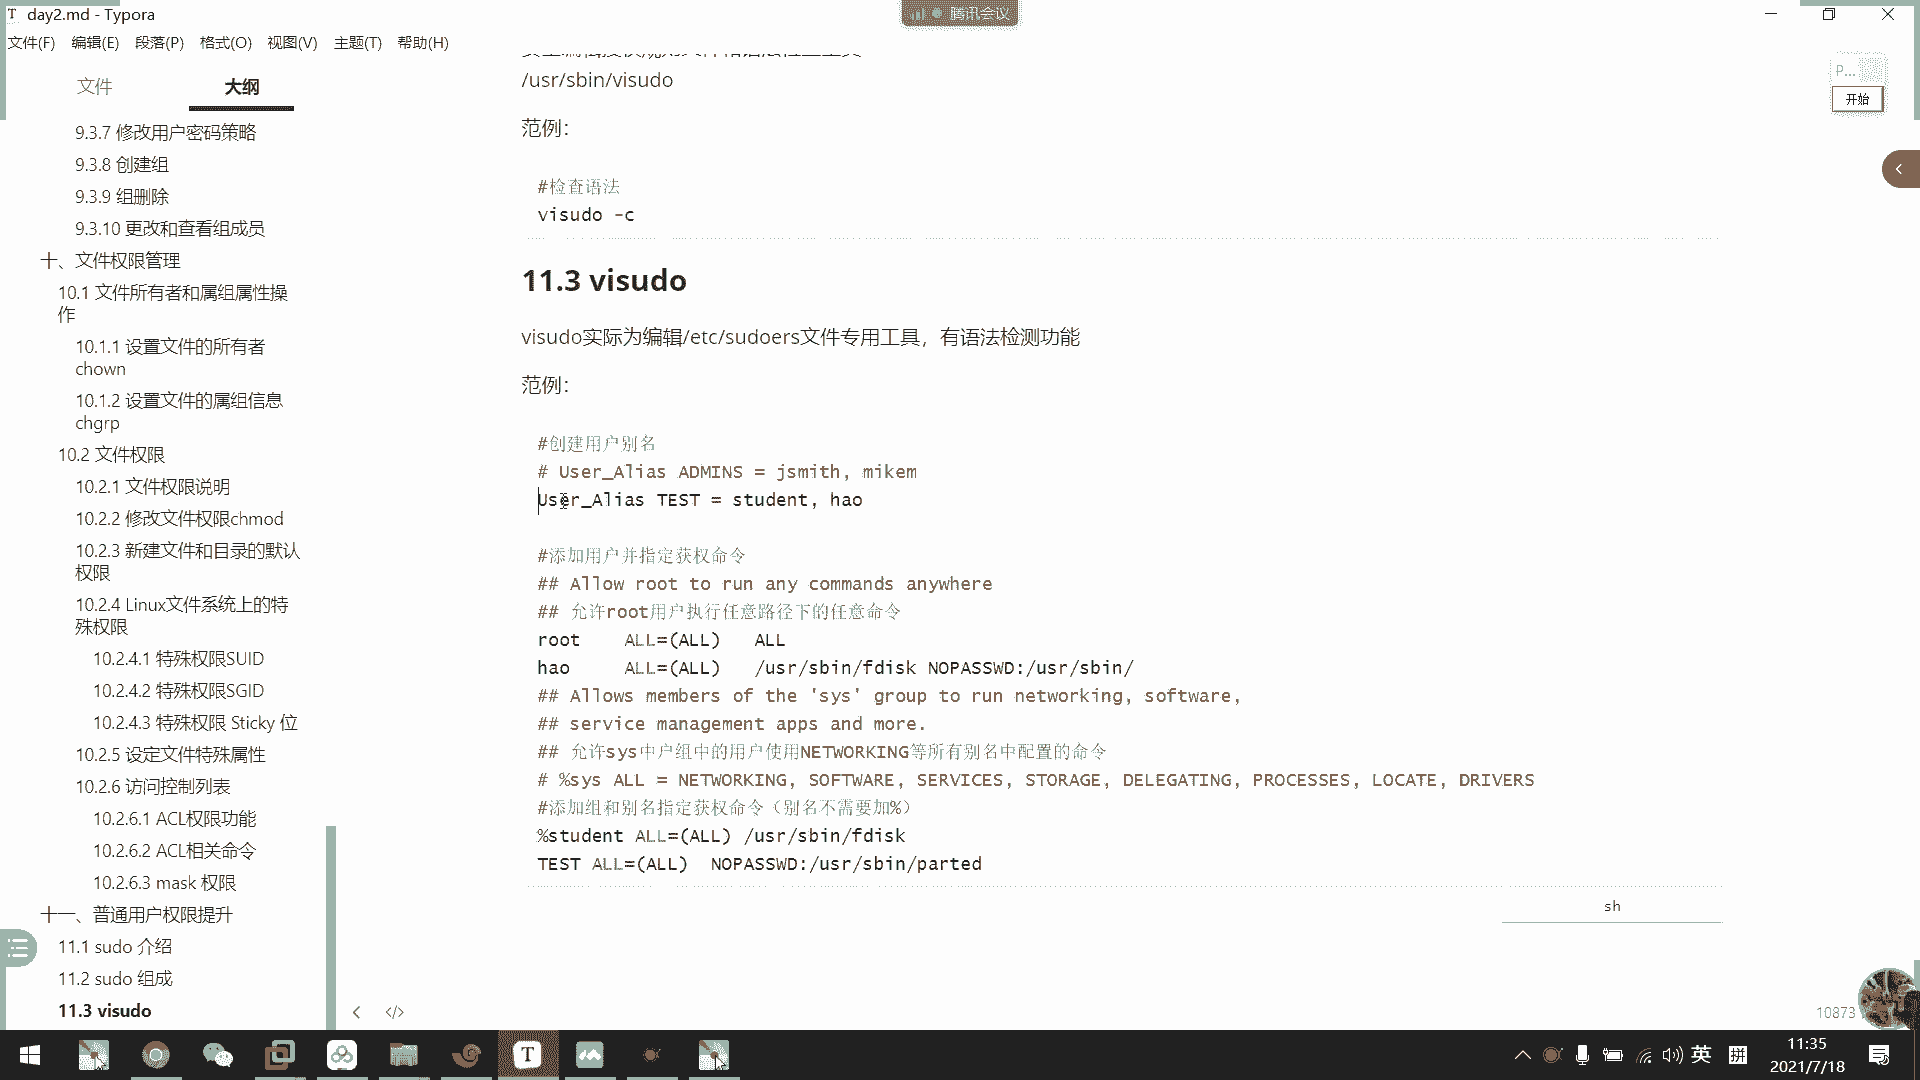 day2.md - Typora
腾讯会议
文件(F) 编辑(E) 段落(P) 格式(O) 视图(V) 主题(T) 帮助(H)
文件 大纲
9.3.7 修改用户密码策略
9.3.8 创建组
9.3.9 组删除
9.3.10 更改和查看组成员
十、文件权限管理
10.1 文件所有者和属组属性操
作
10.1.1 设置文件的所有者
chown
10.1.2 设置文件的属组信息
chgrp
10.2 文件权限
10.2.1 文件权限说明
10.2.2 修改文件权限chmod
10.2.3 新建文件和目录的默认
权限
10.2.4 Linux文件系统上的特
殊权限
10.2.4.1 特殊权限SUID
10.2.4.2 特殊权限SGID
10.2.4.3 特殊权限 Sticky 位
10.2.5 设定文件特殊属性
10.2.6 访问控制列表
10.2.6.1 ACL权限功能
10.2.6.2 ACL相关命令
10.2.6.3 mask 权限
十一、普通用户权限提升
11.1 sudo 介绍
11.2 sudo 组成
11.3 visudo
/usr/sbin/visudo
范例：
#检查语法
visudo -c
11.3 visudo
visudo实际为编辑/etc/sudoers文件专用工具，有语法检测功能
范例：
#创建用户别名
# User_Alias ADMINS = jsmith, mikem
User_Alias TEST = student, hao
#添加用户并指定获权命令
## Allow root to run any commands anywhere
## 允许root用户执行任意路径下的任意命令
root ALL=(ALL) ALL
hao ALL=(ALL) /usr/sbin/fdisk NOPASSWD:/usr/sbin/
## Allows members of the 'sys' group to run networking, software,
## service management apps and more.
## 允许sys中户组中的用户使用NETWORKING等所有别名中配置的命令
# %sys ALL = NETWORKING, SOFTWARE, SERVICES, STORAGE, DELEGATING, PROCESSES, LOCATE, DRIVERS
#添加组和别名指定获权命令（别名不需要加%）
%student ALL=(ALL) /usr/sbin/fdisk
TEST ALL=(ALL) NOPASSWD:/usr/sbin/parted
sh
P...
开始
10873
英
拼
11:35
2021/7/18